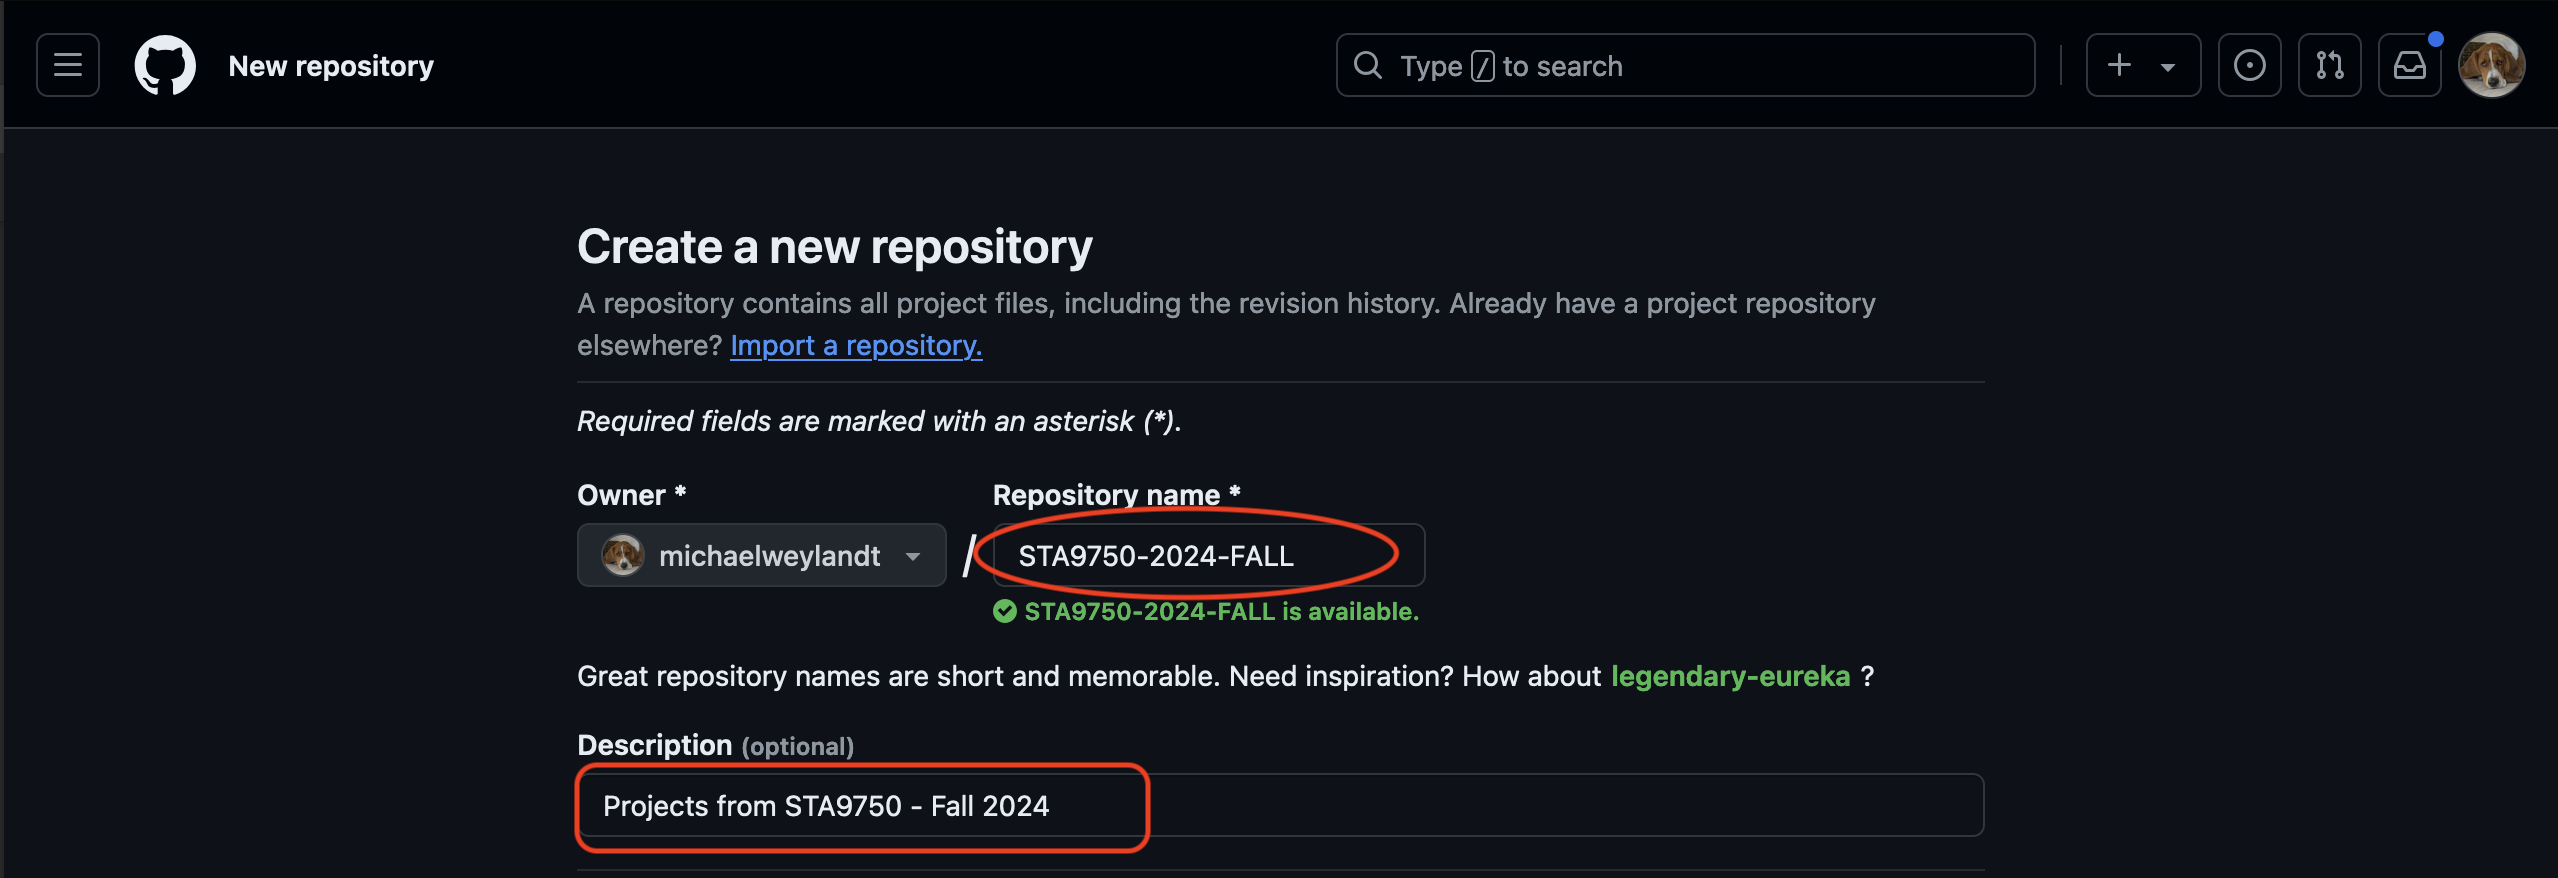 New repository
Type / to search
Create a new repository
A repository contains all project files, including the revision history. Already have a project repository
elsewhere? Import a repository.
Required fields are marked with an asterisk (*).
Owner * Repository name *
michaelweylandt / STA9750-2024-FALL
STA9750-2024-FALL is available.
Great repository names are short and memorable. Need inspiration? How about legendary-eureka ?
Description (optional)
Projects from STA9750 - Fall 2024